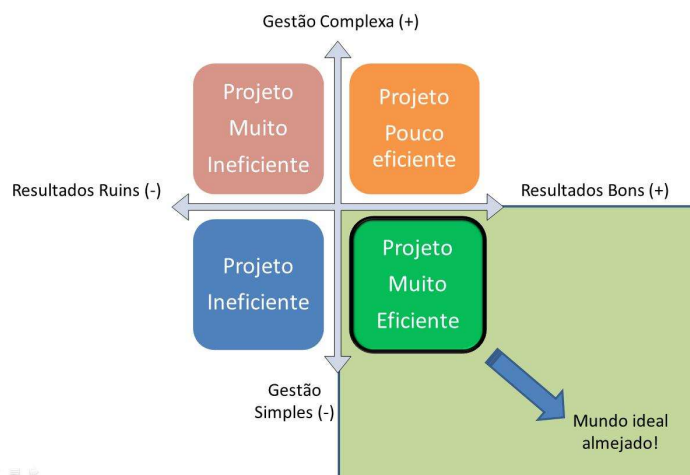 Gestão Complexa (+)
Projeto
Muito
Ineficiente
Projeto
Pouco
eficiente
Resultados Ruins (-)
Resultados Bons (+)
Projeto
Ineficiente
Projeto
Muito
Eficiente
Gestão
Simples (-)
Mundo ideal
almejado!